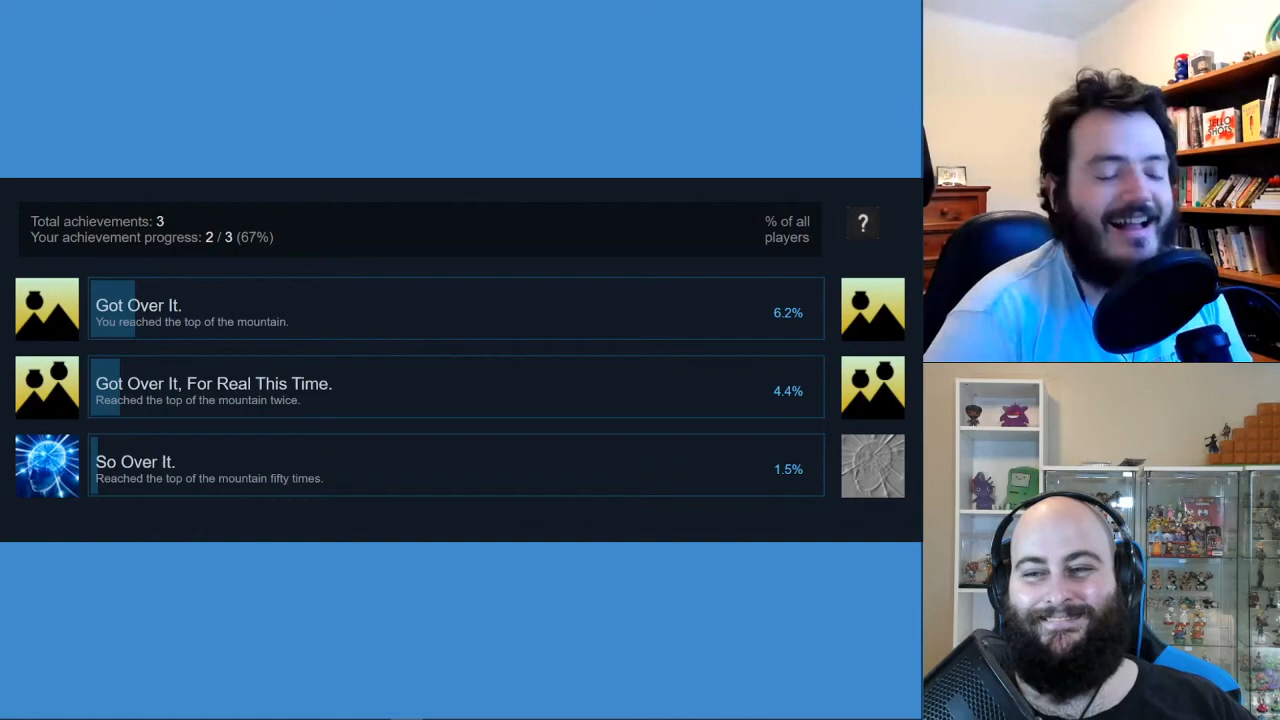 Total achievements: 3
Your achievement progress: 2 / 3 (67%)
% of all
players
?
Got Over It.
You reached the top of the mountain.
6.2%
Got Over It, For Real This Time.
Reached the top of the mountain twice.
4.4%
So Over It.
Reached the top of the mountain fifty times.
1.5%
JELLO
SHOTS